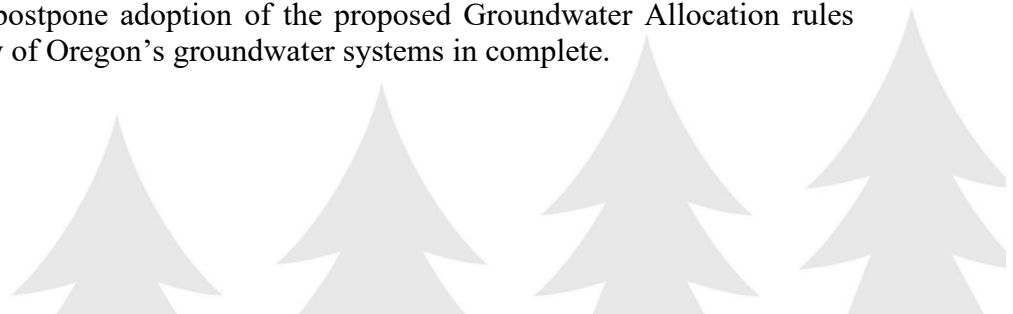 postpone adoption of the proposed Groundwater Allocation rules
of Oregon’s groundwater systems in complete.